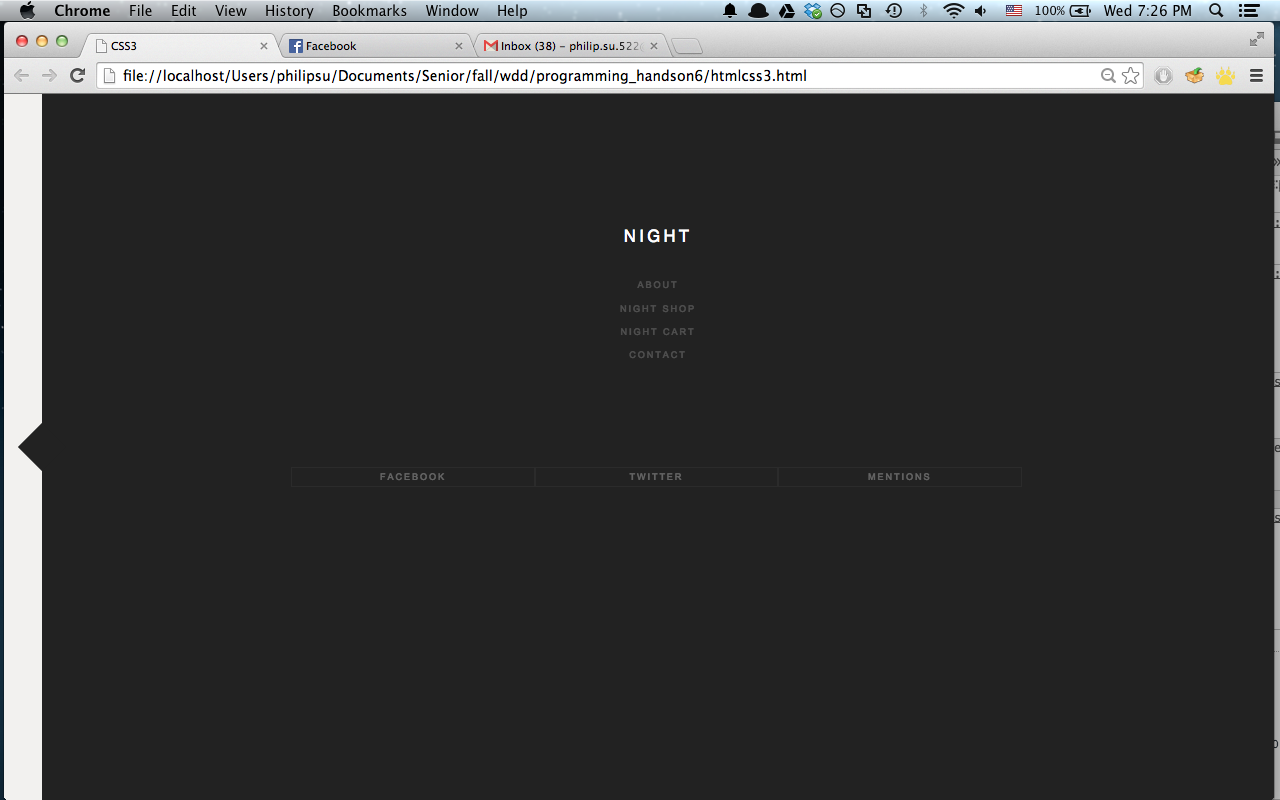 Chrome File Edit View History Bookmarks Window Help 100% Wed 7:26 PM
CSS3 Facebook Inbox (38) – philip.su.522
file://localhost/Users/philipsu/Documents/Senior/fall/wdd/programming_handson6/htmlcss3.html
NIGHT
ABOUT
NIGHT SHOP
NIGHT CART
CONTACT
FACEBOOK TWITTER MENTIONS